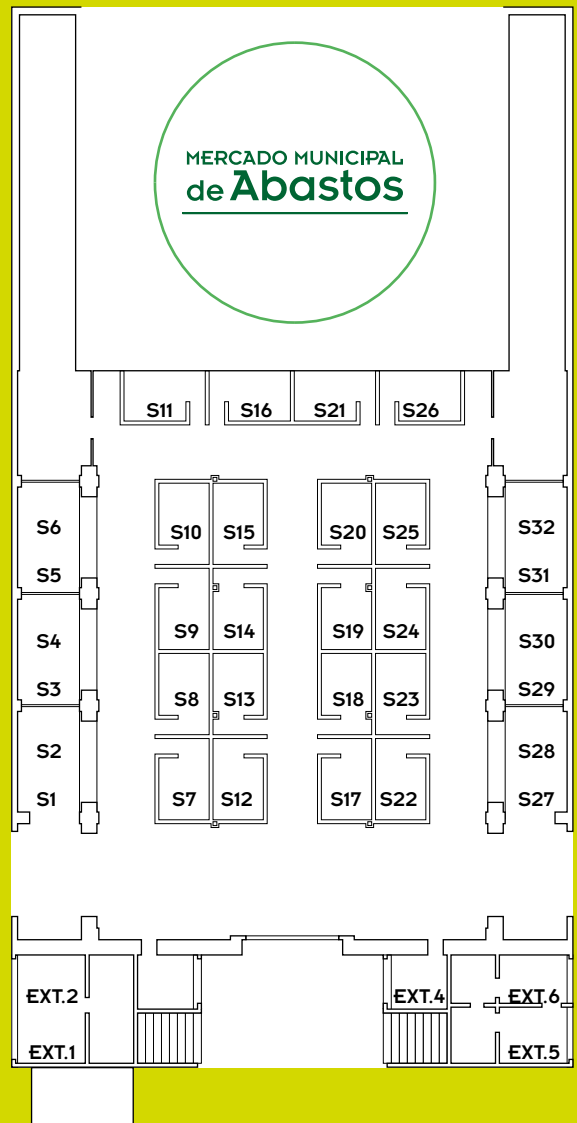 MERCADO MUNICIPAL
de Abastos
S11 S16 S21 S26
S6 S10 S15 S20 S25 S32
S5 S31
S4 S9 S14 S19 S24 S30
S3 S8 S13 S18 S23 S29
S2 S28
S1 S7 S12 S17 S22 S27
EXT.2 EXT.4 EXT.6
EXT.1 EXT.5